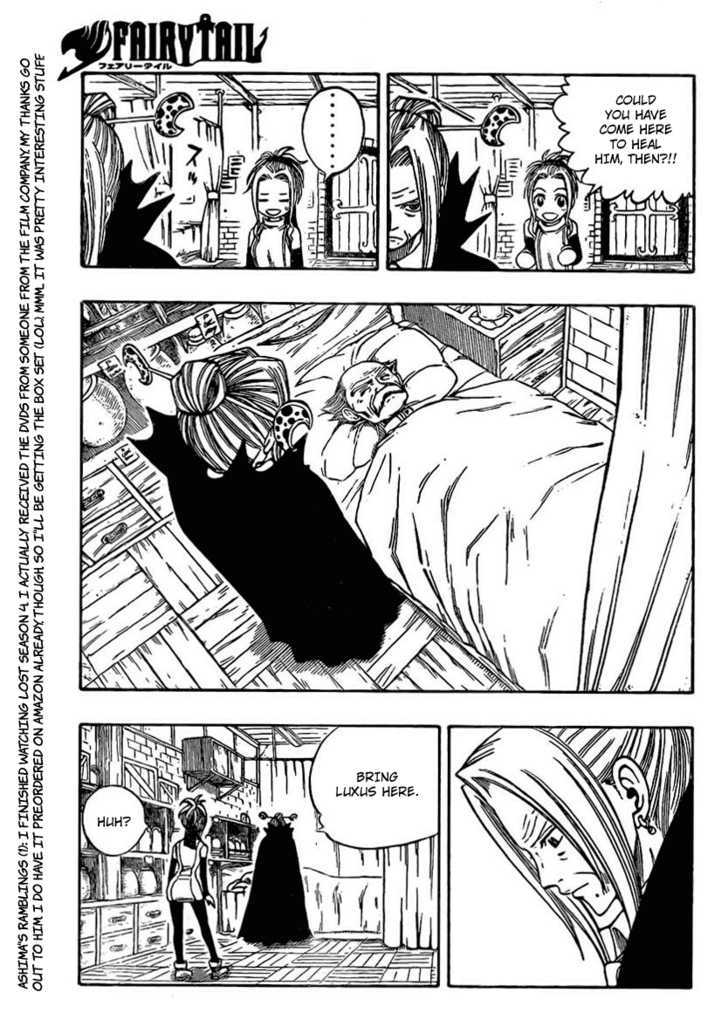 FAIRY TAIL
フェアリーテイル
ASHIMA'S RAMBLINGS (1): I FINISHED WATCHING LOST SEASON 4. I ACTUALLY RECEIVED THE DVDS FROM SOMEONE FROM THE FILM COMPANY. MY THANKS GO
OUT TO HIM. I DO HAVE IT PREORDERED ON AMAZON ALREADY, THOUGH. SO I'LL BE GETTING THE BOX SET (LOL). MMM, IT WAS PRETTY INTERESTING STUFF
COULD
YOU HAVE
COME HERE
TO HEAL
HIM, THEN?!!
スッ
BRING
LUXUS HERE.
HUH?